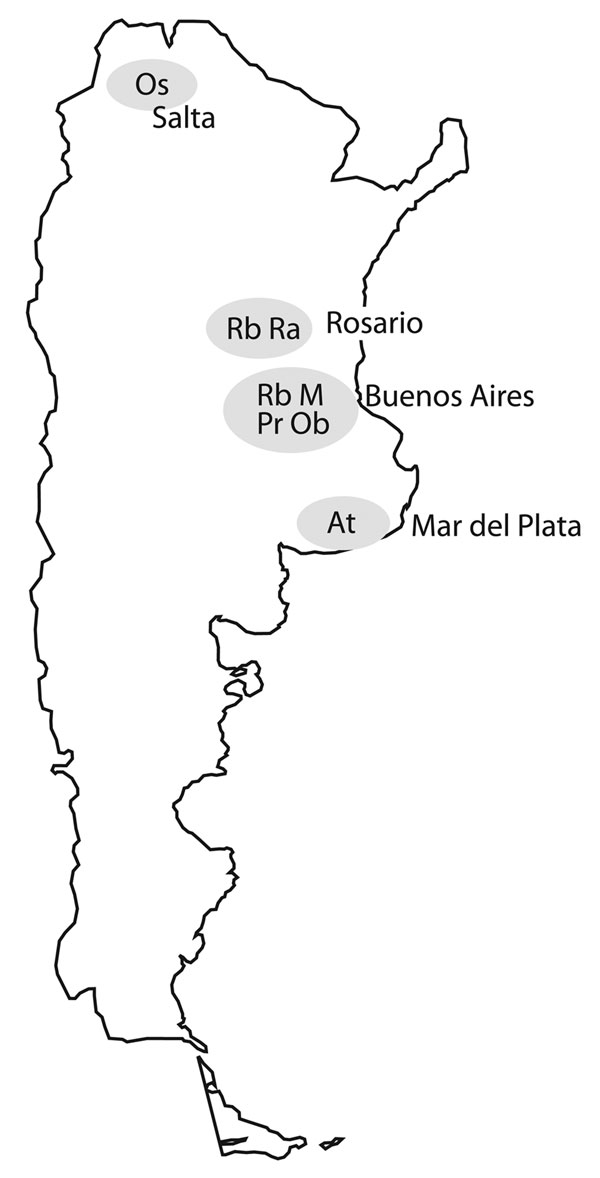 Os
Salta
Rb Ra
Rosario
Rb M
Pr Ob
Buenos Aires
At
Mar del Plata